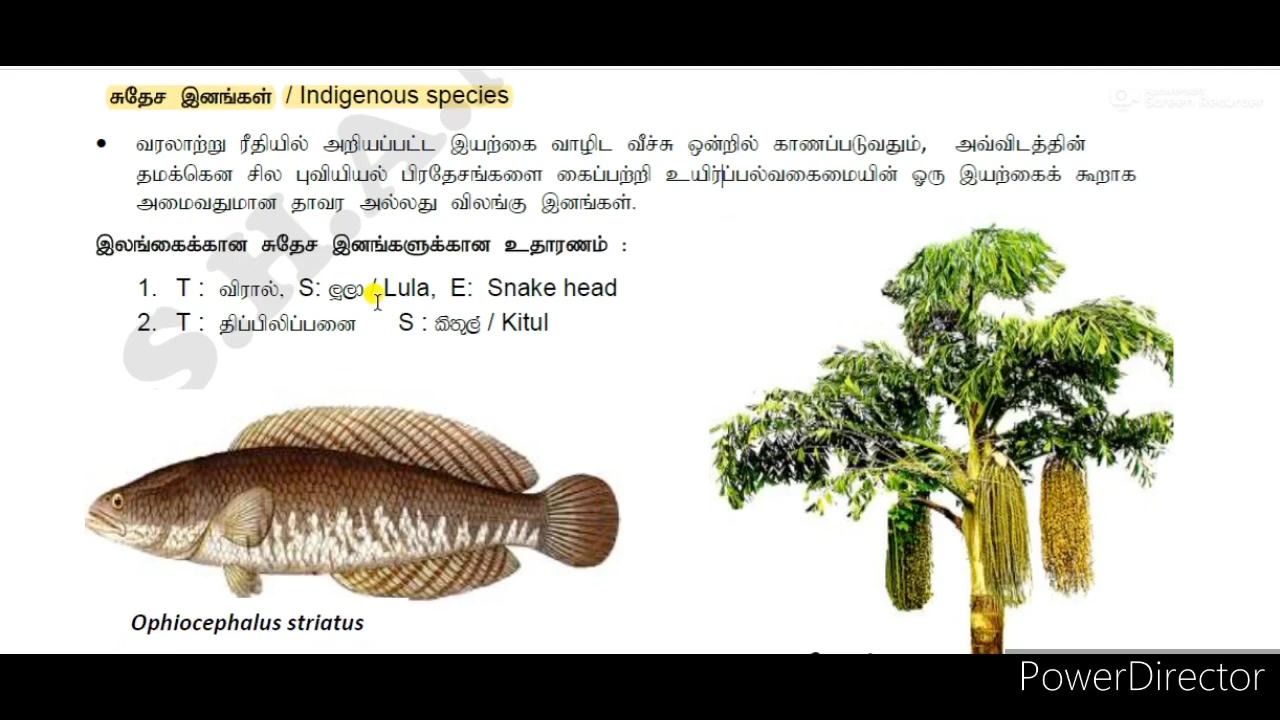 சுதேச இனங்கள் / Indigenous species
• வரலாற்று ரீதியில் அறியப்பட்ட இயற்கை வாழிட வீச்சு ஒன்றில் காணப்படுவதும், அவ்விடத்தின்
தமக்கென சில புவியியல் பிரதேசங்களை கைப்பற்றி உயிர்ப்பல்வகைமையின் ஒரு இயற்கைக் கூறாக
அமைவதுமான தாவர அல்லது விலங்கு இனங்கள்.
இலங்கைக்கான சுதேச இனங்களுக்கான உதாரணம் :
1. T : விரால், S: ලූලා / Lula, E: Snake head
2. T : திப்பிலிப்பனை S : කිතුල් / Kitul
S.H.A.
Screen Recorder
Ophiocephalus striatus
PowerDirector